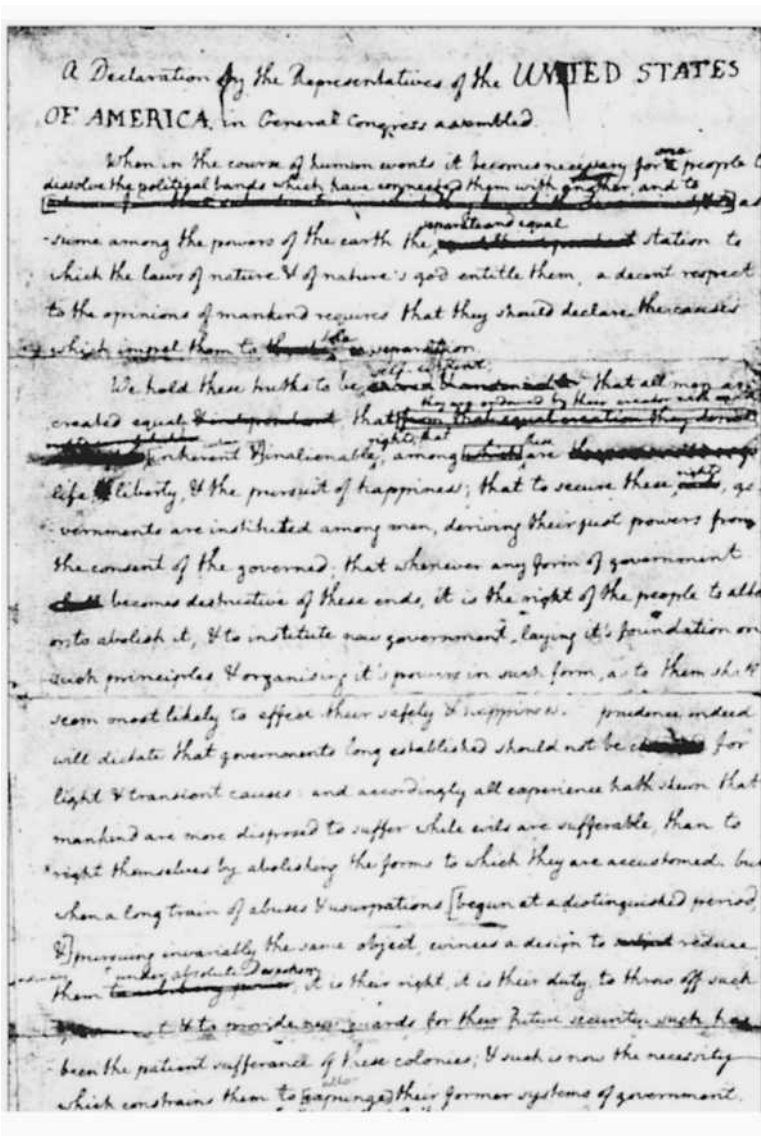 A Declaration by the Representatives of the UNITED STATES
OF AMERICA, in General Congress assembled.
When in the course of human events it becomes necessary for one people to
dissolve the political bands which have connected them with another, and to
as
separate and equal
-sume among the powers of the earth the station to
which the laws of nature & of nature's god entitle them, a decent respect
to the opinions of mankind requires that they should declare the causes
which impel them to the separation.
self-evident
We hold these truths to be that all men are
they are endowed by their creator with
created equal & independent, that from that equal creation they derive
rights; that these
[inherent &] inalienable, among which are
rights
life liberty, & the pursuit of happiness; that to secure these, go
-vernments are instituted among men, deriving their just powers from
the consent of the governed; that whenever any form of government
becomes destructive of these ends, it is the right of the people to alter
or to abolish it, & to institute new government, laying it's foundation on
such principles & organising it's powers in such form, as to them shall
seem most likely to effect their safety & happiness. prudence indeed
will dictate that governments long established should not be for
light & transient causes: and accordingly all experience hath shewn that
mankind are more disposed to suffer while evils are sufferable, than to
right themselves by abolishing the forms to which they are accustomed. but
when a long train of abuses & usurpations [begun at a distinguished period,
&] pursuing invariably the same object, evinces a design to reduce
under absolute Despotism
them it is their right, it is their duty, to throw off such
& to provide new guards for their future security. such has
been the patient sufferance of these colonies; & such is now the necessity
which constrains them to [expunge] their former systems of government.